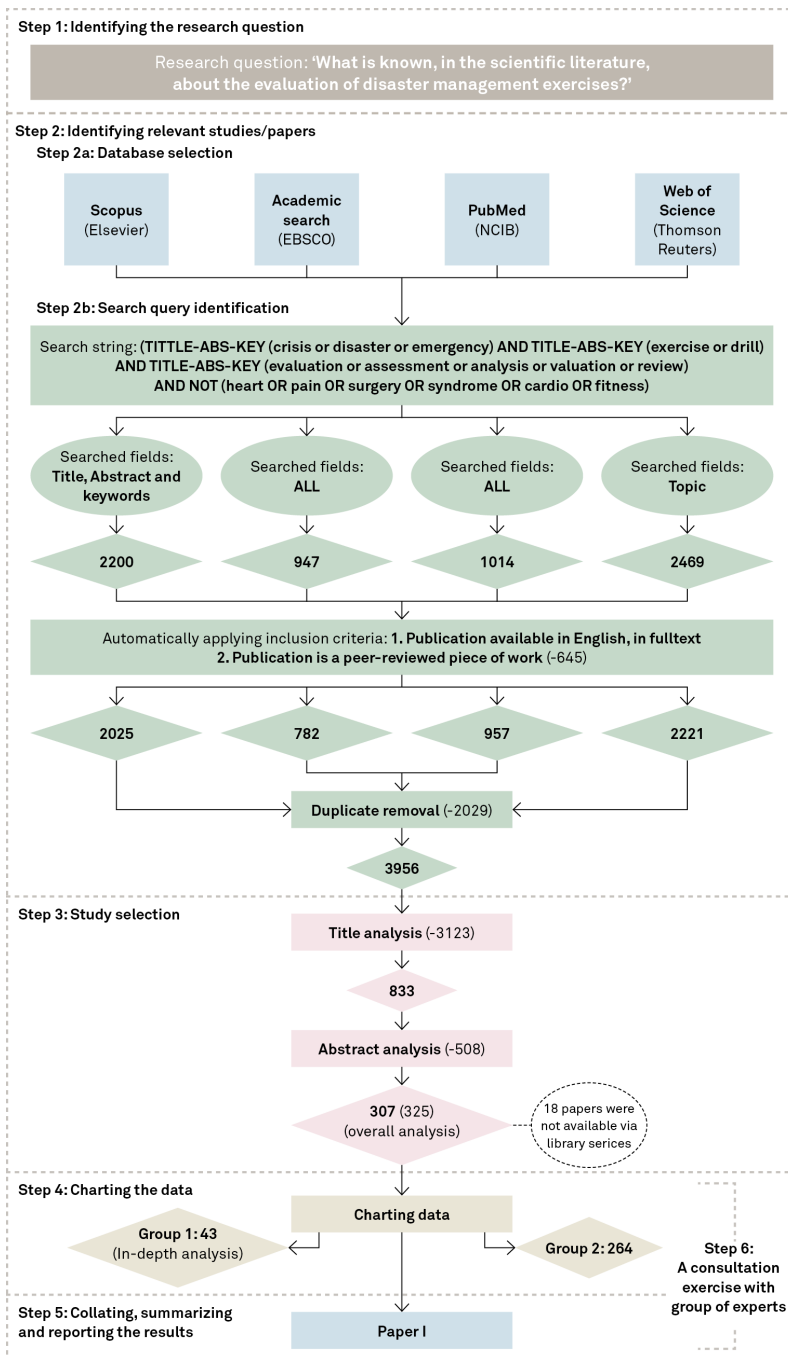 Step 1: Identifying the research question
Research question: ‘What is known, in the scientific literature,
about the evaluation of disaster management exercises?’
Step 2: Identifying relevant studies/papers
Step 2a: Database selection
Scopus
(Elsevier)
Academic
search
(EBSCO)
PubMed
(NCIB)
Web of
Science
(Thomson
Reuters)
Step 2b: Search query identification
Search string: (TITTLE-ABS-KEY (crisis or disaster or emergency) AND TITLE-ABS-KEY (exercise or drill)
AND TITLE-ABS-KEY (evaluation or assessment or analysis or valuation or review)
AND NOT (heart OR pain OR surgery OR syndrome OR cardio OR fitness)
Searched fields:
Title, Abstract and
keywords
Searched fields:
ALL
Searched fields:
ALL
Searched fields:
Topic
2200
947
1014
2469
Automatically applying inclusion criteria: 1. Publication available in English, in fulltext
2. Publication is a peer-reviewed piece of work (-645)
2025
782
957
2221
Duplicate removal (-2029)
3956
Step 3: Study selection
Title analysis (-3123)
833
Abstract analysis (-508)
307 (325)
(overall analysis)
18 papers were
not available via
library serices
Step 4: Charting the data
Charting data
Group 1: 43
(In-depth analysis)
Group 2: 264
Step 6:
A consultation
exercise with
group of experts
Step 5: Collating, summarizing
and reporting the results
Paper I